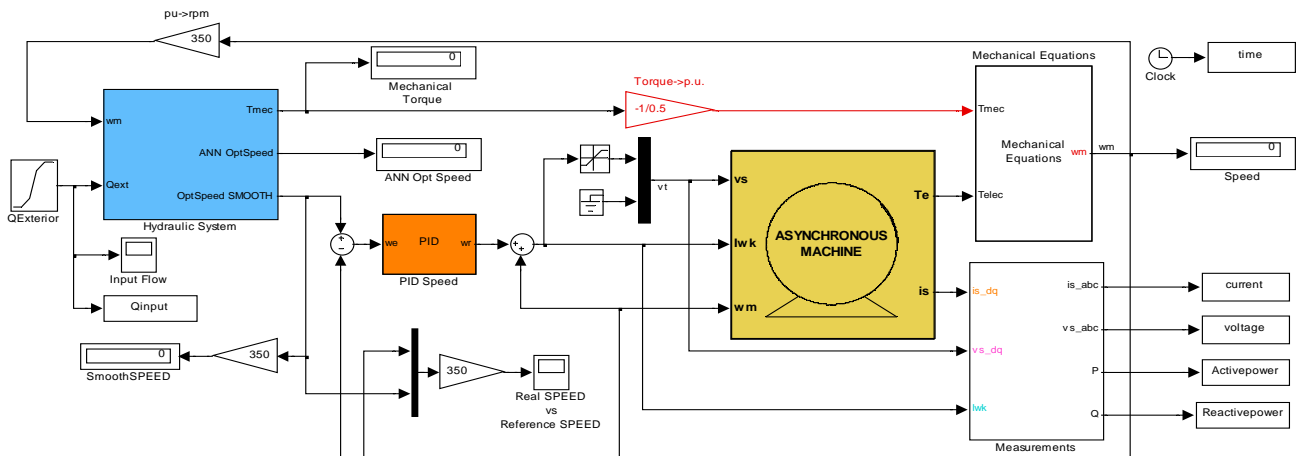 pu->rpm
350
Mechanical
Torque
0
Tmec
wm
ANN OptSpeed
Qext
OptSpeed SMOOTH
Hydraulic System
QExterior
0
ANN Opt Speed
Input Flow
Qinput
0
SmoothSPEED
350
+
−
we
PID
wr
PID Speed
+
+
350
Real SPEED
vs
Reference SPEED
Torque->p.u.
-1/0.5
vt
vs
Te
lwk
ASYNCHRONOUS
MACHINE
is
wm
Mechanical Equations
Tmec
Mechanical
Equations
wm
wm
Telec
Clock
time
0
Speed
is_dq
is_abc
vs_dq
vs_abc
P
lwk
Q
Measurements
current
voltage
Activepower
Reactivepower